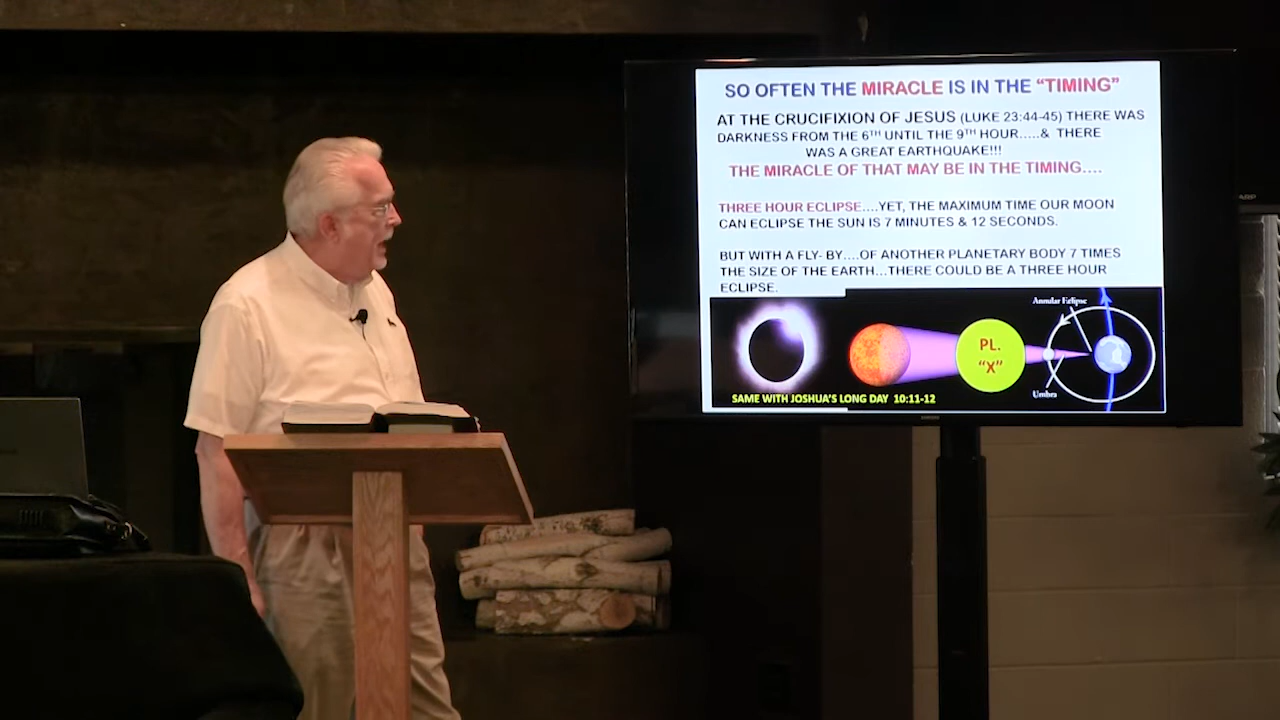 SO OFTEN THE MIRACLE IS IN THE “TIMING”
AT THE CRUCIFIXION OF JESUS (LUKE 23:44-45) THERE WAS
DARKNESS FROM THE 6TH UNTIL THE 9TH HOUR.....& THERE
WAS A GREAT EARTHQUAKE!!!
THE MIRACLE OF THAT MAY BE IN THE TIMING....
THREE HOUR ECLIPSE....YET, THE MAXIMUM TIME OUR MOON
CAN ECLIPSE THE SUN IS 7 MINUTES & 12 SECONDS.
BUT WITH A FLY- BY....OF ANOTHER PLANETARY BODY 7 TIMES
THE SIZE OF THE EARTH...THERE COULD BE A THREE HOUR
ECLIPSE.
Annular Eclipse
PL.
“X”
Umbra
SAME WITH JOSHUA’S LONG DAY 10:11-12
SAMSUNG